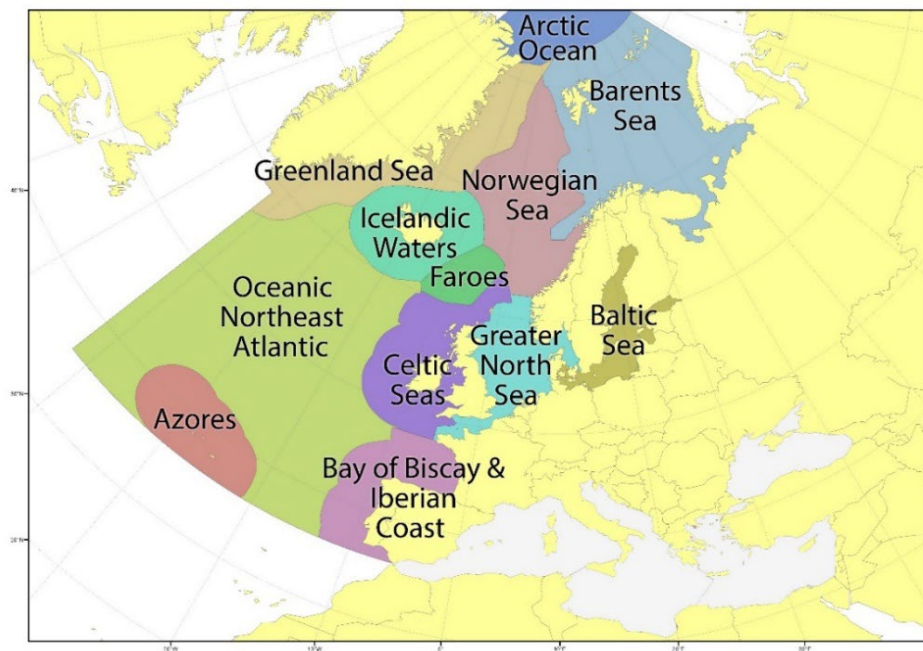 Arctic
Ocean
Barents
Sea
Greenland Sea
Norwegian
Sea
Icelandic
Waters
Faroes
Oceanic
Northeast
Atlantic
Celtic
Seas
Greater
North
Sea
Baltic
Sea
Azores
Bay of Biscay &
Iberian
Coast